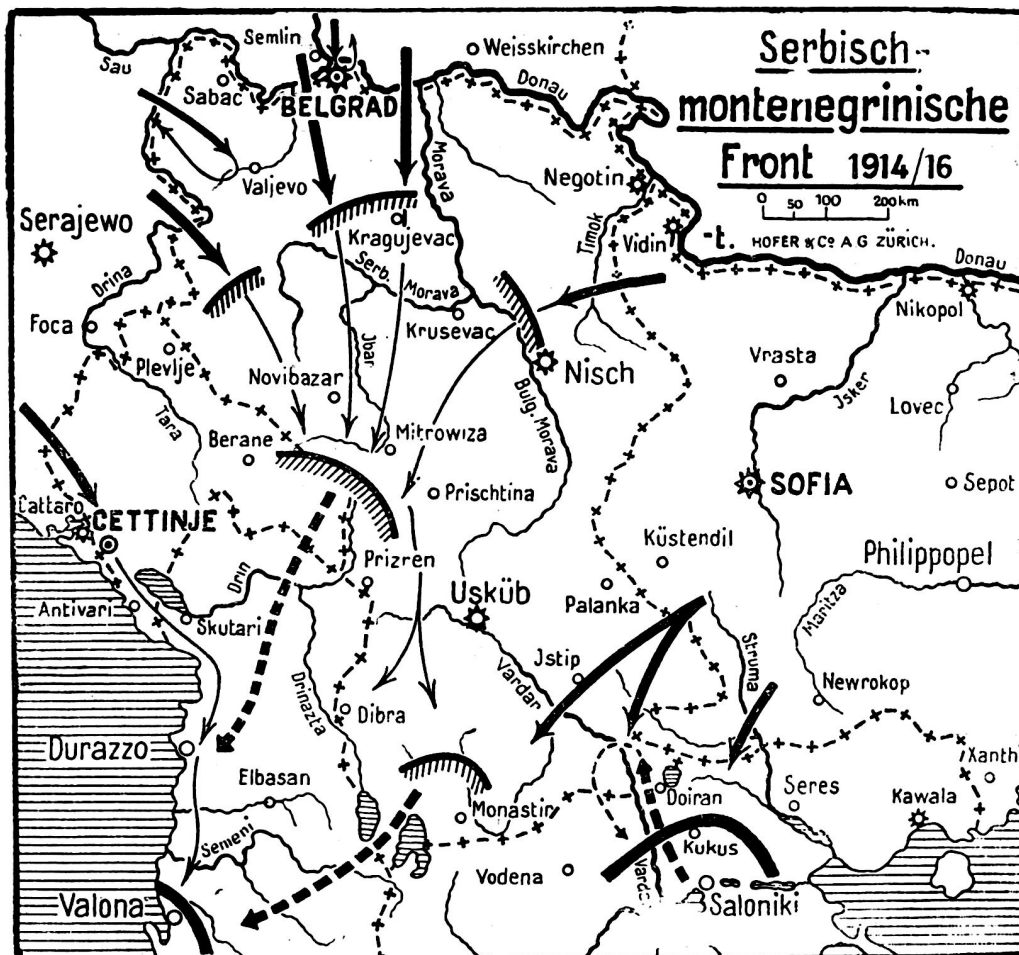 Serbisch-
montenegrinische
Front 1914/16
0 50 100 200 km
-t. HOFER & Co A G ZÜRICH.
Semlin
Weisskirchen
Sau
Sabac
BELGRAD
Donau
Morava
Valjevo
Negotin
Serajewo
Kragujevac
Timok
Vidin
Donau
Drina
Serb.
Morava
Nikopol
Foca
Krusevac
Jbar
Plevlje
Nisch
Vrasta
Jsker
Novibazar
Lovec
Tara
Bulg. Morava
Berane
Mitrowiza
Prischtina
SOFIA
Sepot
Cattaro
CETTINJE
Küstendil
Philippopel
Prizren
Drin
Usküb
Palanka
Antivari
Skutari
Maritza
Vardar
Jstip
Struma
Newrokop
Drinazta
Dibra
Durazzo
Xanth
Elbasan
Monastir
Doiran
Seres
Kawala
Semeni
Kukus
Vodena
Varda
Saloniki
Valona